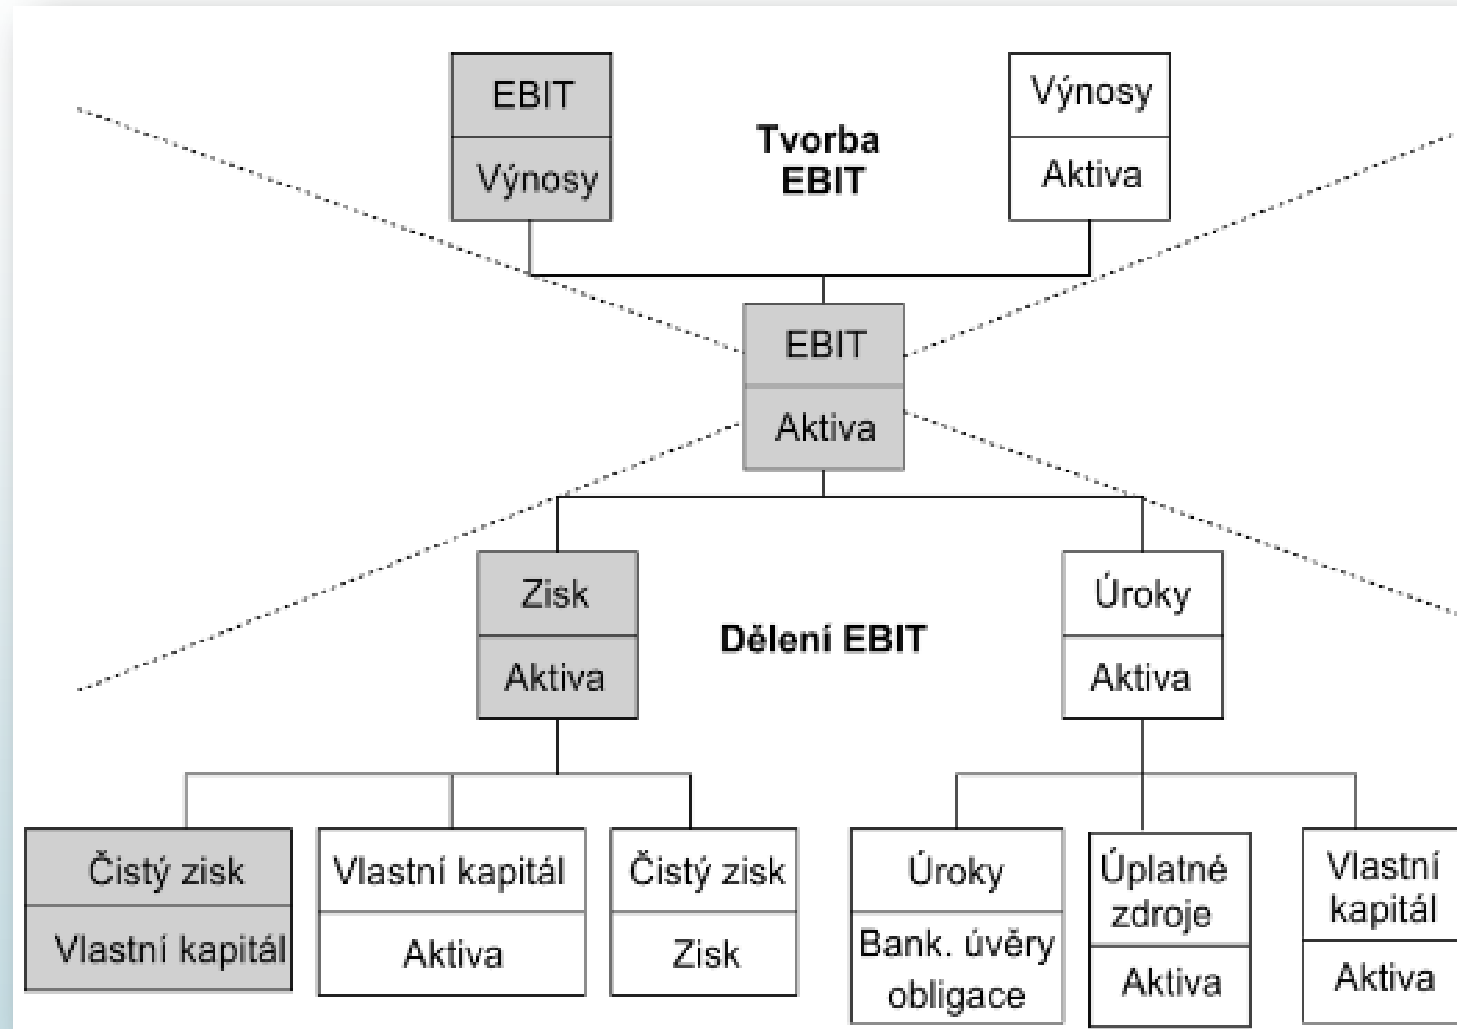 EBIT
Výnosy
Tvorba
EBIT
Výnosy
Aktiva
EBIT
Aktiva
Zisk
Aktiva
Dělení EBIT
Úroky
Aktiva
Čistý zisk
Vlastní kapitál
Vlastní kapitál
Aktiva
Čistý zisk
Zisk
Úroky
Bank. úvěry
obligace
Úplatné
zdroje
Aktiva
Vlastní
kapitál
Aktiva